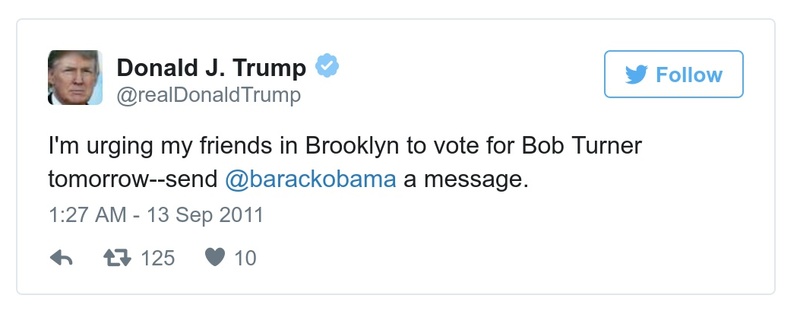 Donald J. Trump
@realDonaldTrump
Follow
I'm urging my friends in Brooklyn to vote for Bob Turner
tomorrow--send @barackobama a message.
1:27 AM - 13 Sep 2011
125 10